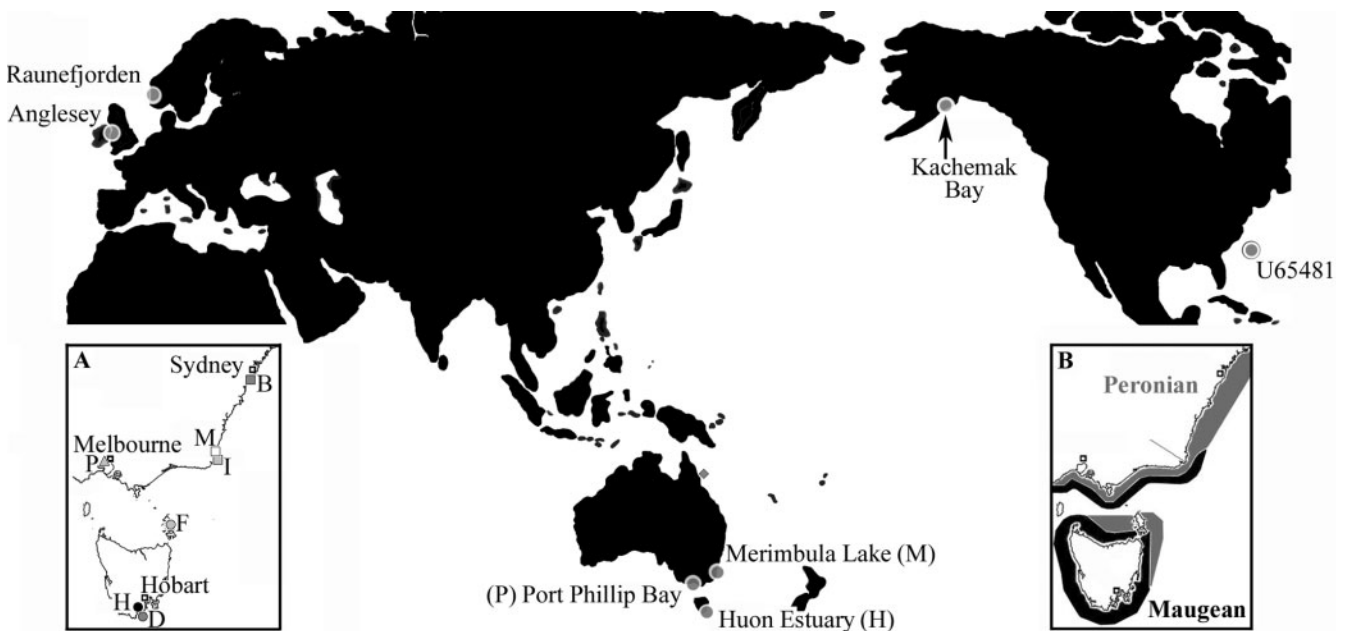 Raunefjorden
Anglesey
Kachemak
Bay
U65481
A
Sydney
B
M
Melbourne
P
I
F
Hobart
H
D
B
Peronian
Maugean
Merimbula Lake (M)
(P) Port Phillip Bay
Huon Estuary (H)